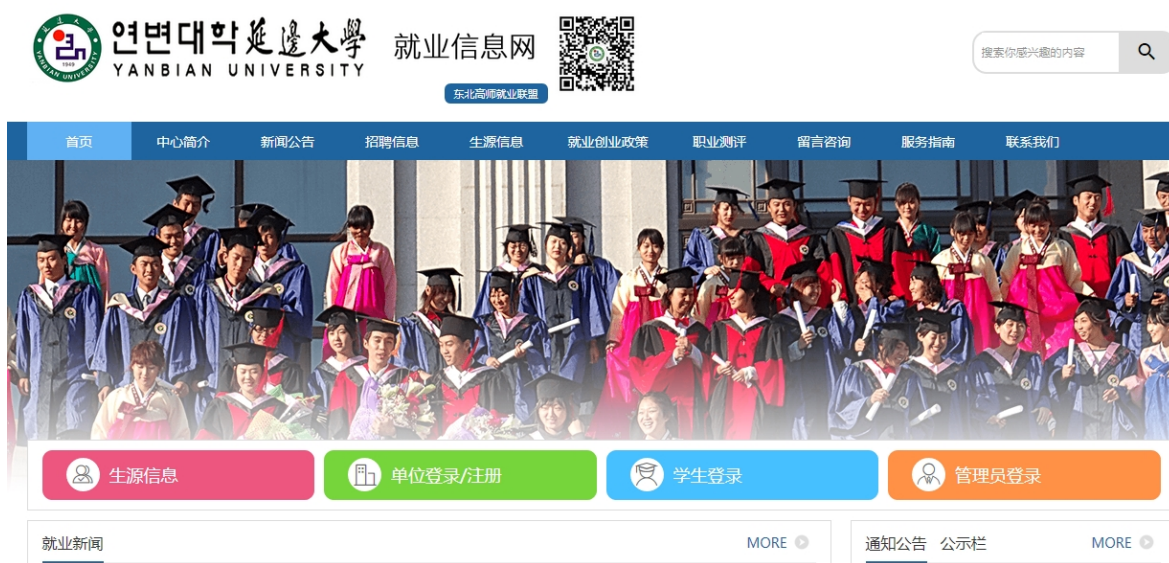 연변대학 延邊大學
YANBIAN UNIVERSITY
1949
YANBIAN UNIVERSITY
就业信息网
东北高师就业联盟
搜索你感兴趣的内容
首页 中心简介 新闻公告 招聘信息 生源信息 就业创业政策 职业测评 留言咨询 服务指南 联系我们
生源信息 单位登录/注册 学生登录 管理员登录
就业新闻 MORE 通知公告 公示栏 MORE